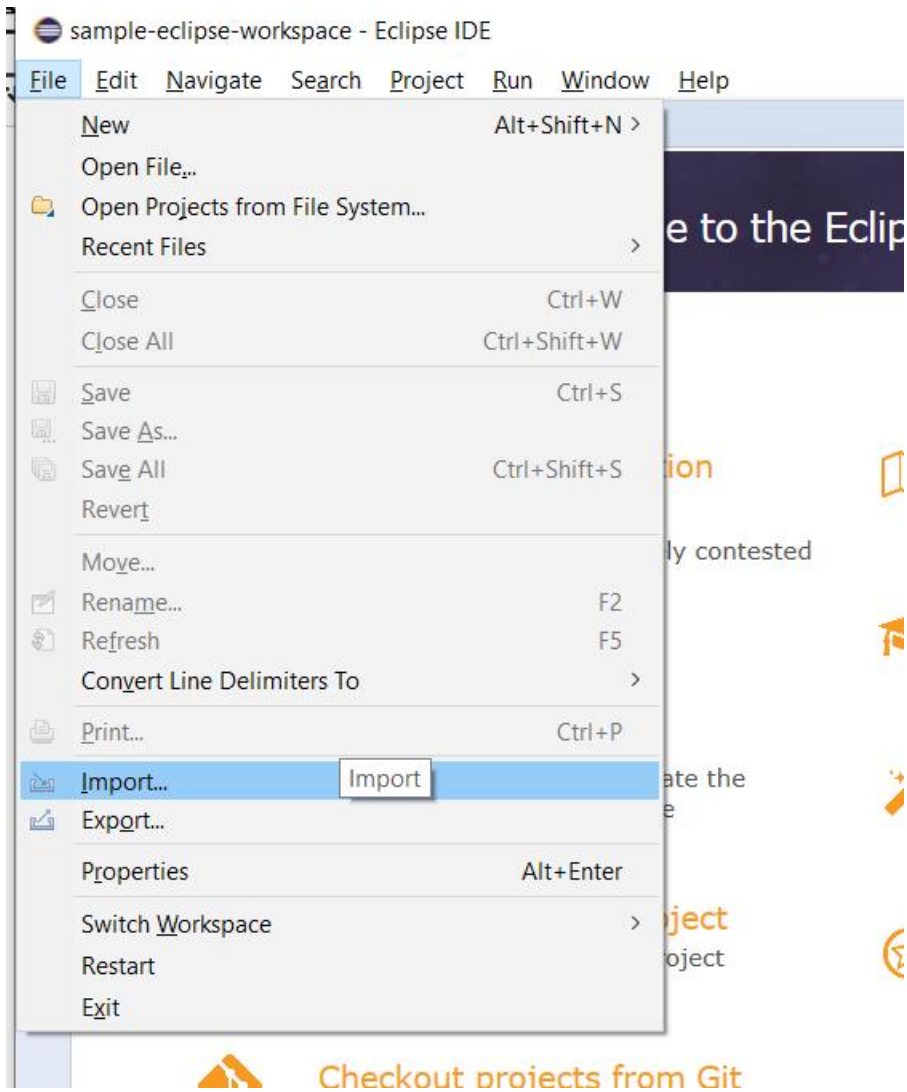 sample-eclipse-workspace - Eclipse IDE
File Edit Navigate Search Project Run Window Help
New Alt+Shift+N >
Open File...
Open Projects from File System...
Recent Files >
e to the Eclip
Close Ctrl+W
Close All Ctrl+Shift+W
Save Ctrl+S
Save As...
Save All Ctrl+Shift+S
ion
Revert
ly contested
Move...
Rename... F2
Refresh F5
Convert Line Delimiters To >
Print... Ctrl+P
Import... Import
ate the
e
Export...
Properties Alt+Enter
Switch Workspace >
ject
oject
Restart
Exit
Checkout projects from Git